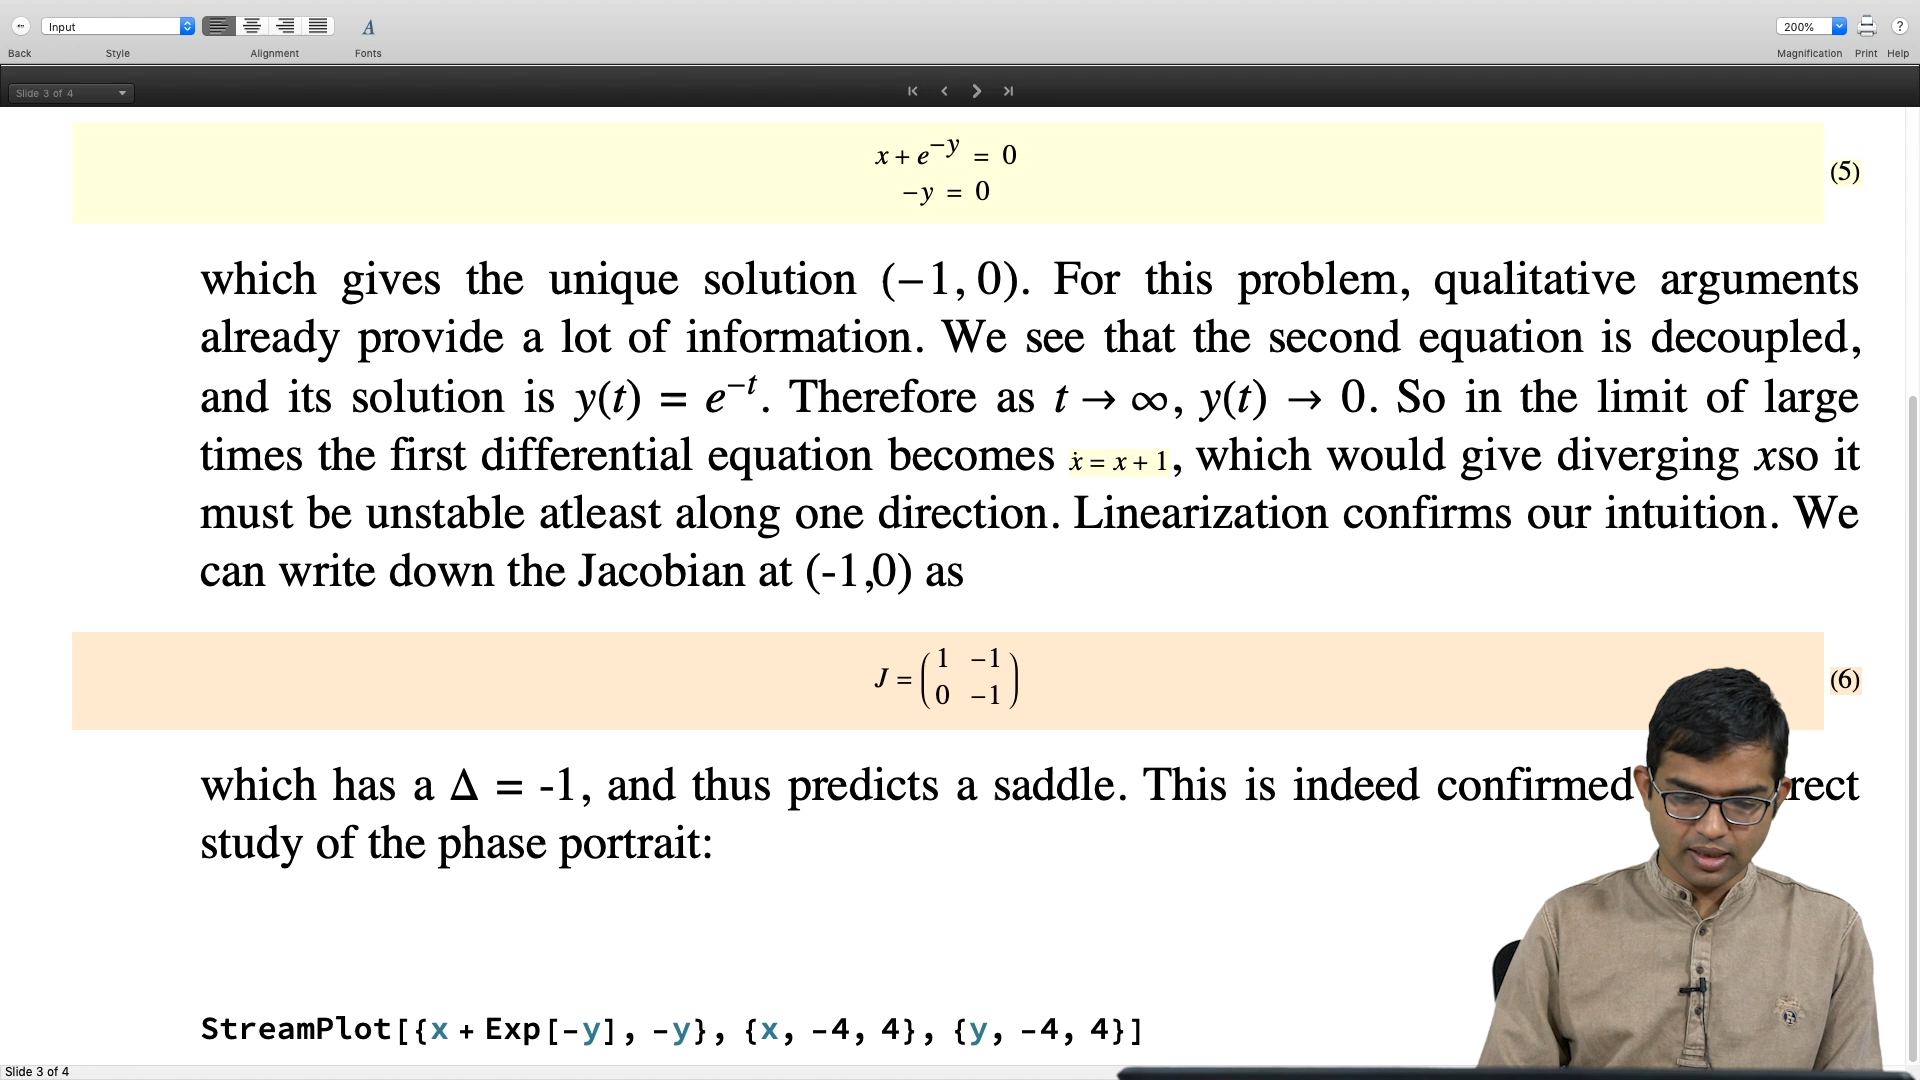 Input
200%
Back Style Alignment Fonts Magnification Print Help
Slide 3 of 4
x + e^{-y} = 0
-y = 0
(5)
which gives the unique solution (−1, 0). For this problem, qualitative arguments
already provide a lot of information. We see that the second equation is decoupled,
and its solution is y(t) = e^{-t}. Therefore as t → ∞, y(t) → 0. So in the limit of large
times the first differential equation becomes ẋ = x + 1, which would give diverging xso it
must be unstable atleast along one direction. Linearization confirms our intuition. We
can write down the Jacobian at (-1,0) as
J = ( 1 −1
0 −1 )
(6)
which has a Δ = -1, and thus predicts a saddle. This is indeed confirmed rect
study of the phase portrait:
StreamPlot[{x + Exp[-y], -y}, {x, -4, 4}, {y, -4, 4}]
Slide 3 of 4